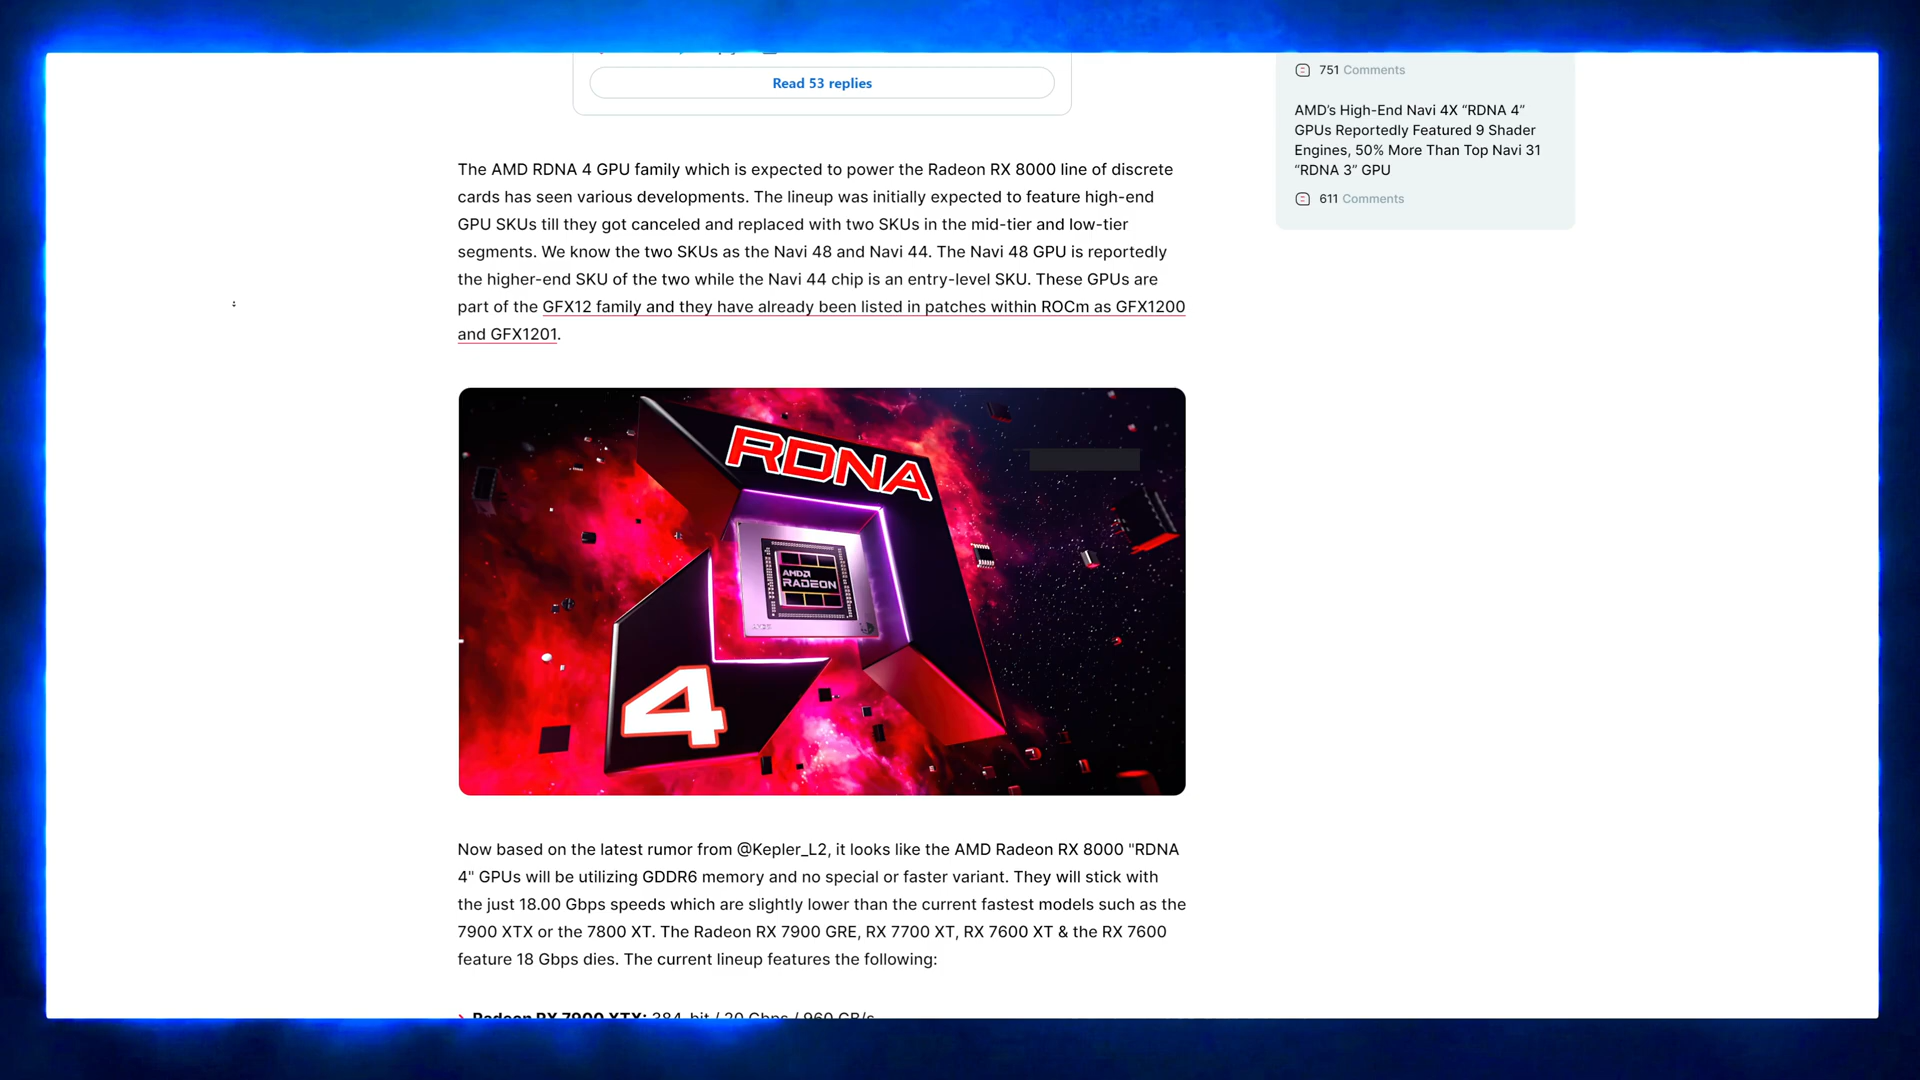 Read 53 replies
The AMD RDNA 4 GPU family which is expected to power the Radeon RX 8000 line of discrete
cards has seen various developments. The lineup was initially expected to feature high-end
GPU SKUs till they got canceled and replaced with two SKUs in the mid-tier and low-tier
segments. We know the two SKUs as the Navi 48 and Navi 44. The Navi 48 GPU is reportedly
the higher-end SKU of the two while the Navi 44 chip is an entry-level SKU. These GPUs are
part of the GFX12 family and they have already been listed in patches within ROCm as GFX1200
and GFX1201.
RDNA
AMD
RADEON
4
Now based on the latest rumor from @Kepler_L2, it looks like the AMD Radeon RX 8000 "RDNA
4" GPUs will be utilizing GDDR6 memory and no special or faster variant. They will stick with
the just 18.00 Gbps speeds which are slightly lower than the current fastest models such as the
7900 XTX or the 7800 XT. The Radeon RX 7900 GRE, RX 7700 XT, RX 7600 XT & the RX 7600
feature 18 Gbps dies. The current lineup features the following:
Radeon RX 7900 XTX: 384-bit / 20 Gbps / 960 GB/s
751 Comments
AMD’s High-End Navi 4X “RDNA 4”
GPUs Reportedly Featured 9 Shader
Engines, 50% More Than Top Navi 31
“RDNA 3” GPU
611 Comments